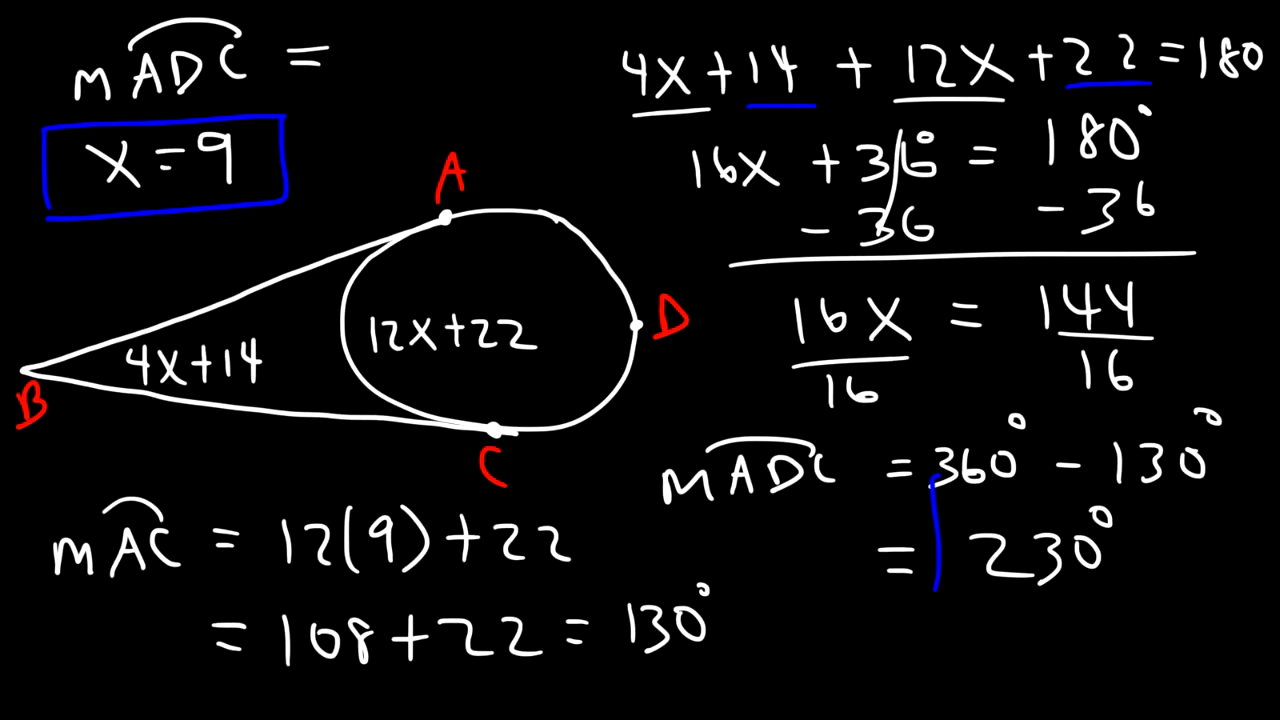 mADC =
x = 9
A
D
12x+22
4x+14
B
C
mAC = 12(9)+22
= 108+22 = 130°
4x+14 + 12x+22 = 180
16x + 36° = 180°
- 36 - 36
16x = 144
16 16
mADC = 360° - 130°
= 230°